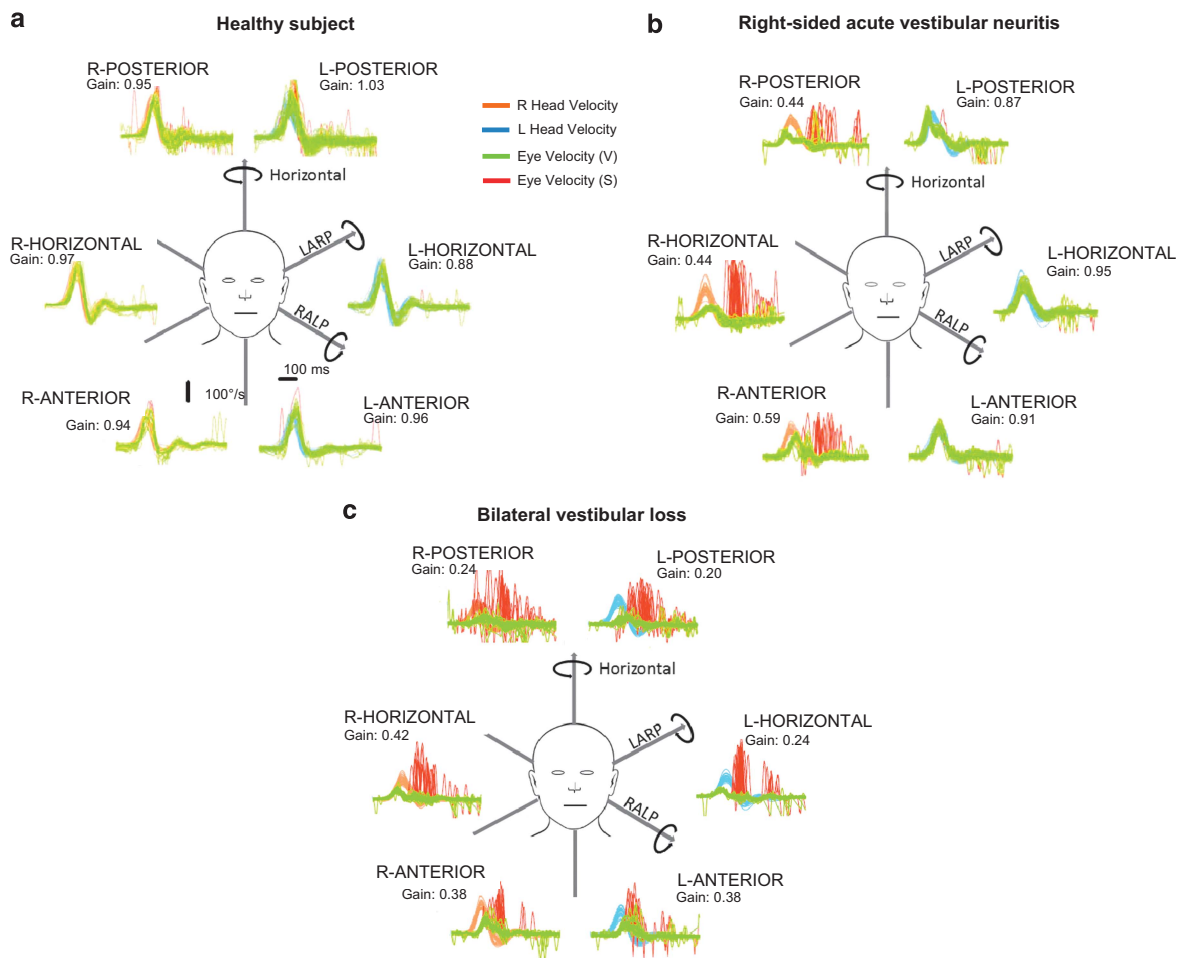 a
Healthy subject
R-POSTERIOR
Gain: 0.95
L-POSTERIOR
Gain: 1.03
R Head Velocity
L Head Velocity
Eye Velocity (V)
Eye Velocity (S)
Horizontal
R-HORIZONTAL
Gain: 0.97
LARP
L-HORIZONTAL
Gain: 0.88
RALP
100 ms
100°/s
R-ANTERIOR
Gain: 0.94
L-ANTERIOR
Gain: 0.96
b
Right-sided acute vestibular neuritis
R-POSTERIOR
Gain: 0.44
L-POSTERIOR
Gain: 0.87
Horizontal
R-HORIZONTAL
Gain: 0.44
LARP
L-HORIZONTAL
Gain: 0.95
RALP
R-ANTERIOR
Gain: 0.59
L-ANTERIOR
Gain: 0.91
c
Bilateral vestibular loss
R-POSTERIOR
Gain: 0.24
L-POSTERIOR
Gain: 0.20
Horizontal
R-HORIZONTAL
Gain: 0.42
LARP
L-HORIZONTAL
Gain: 0.24
RALP
R-ANTERIOR
Gain: 0.38
L-ANTERIOR
Gain: 0.38